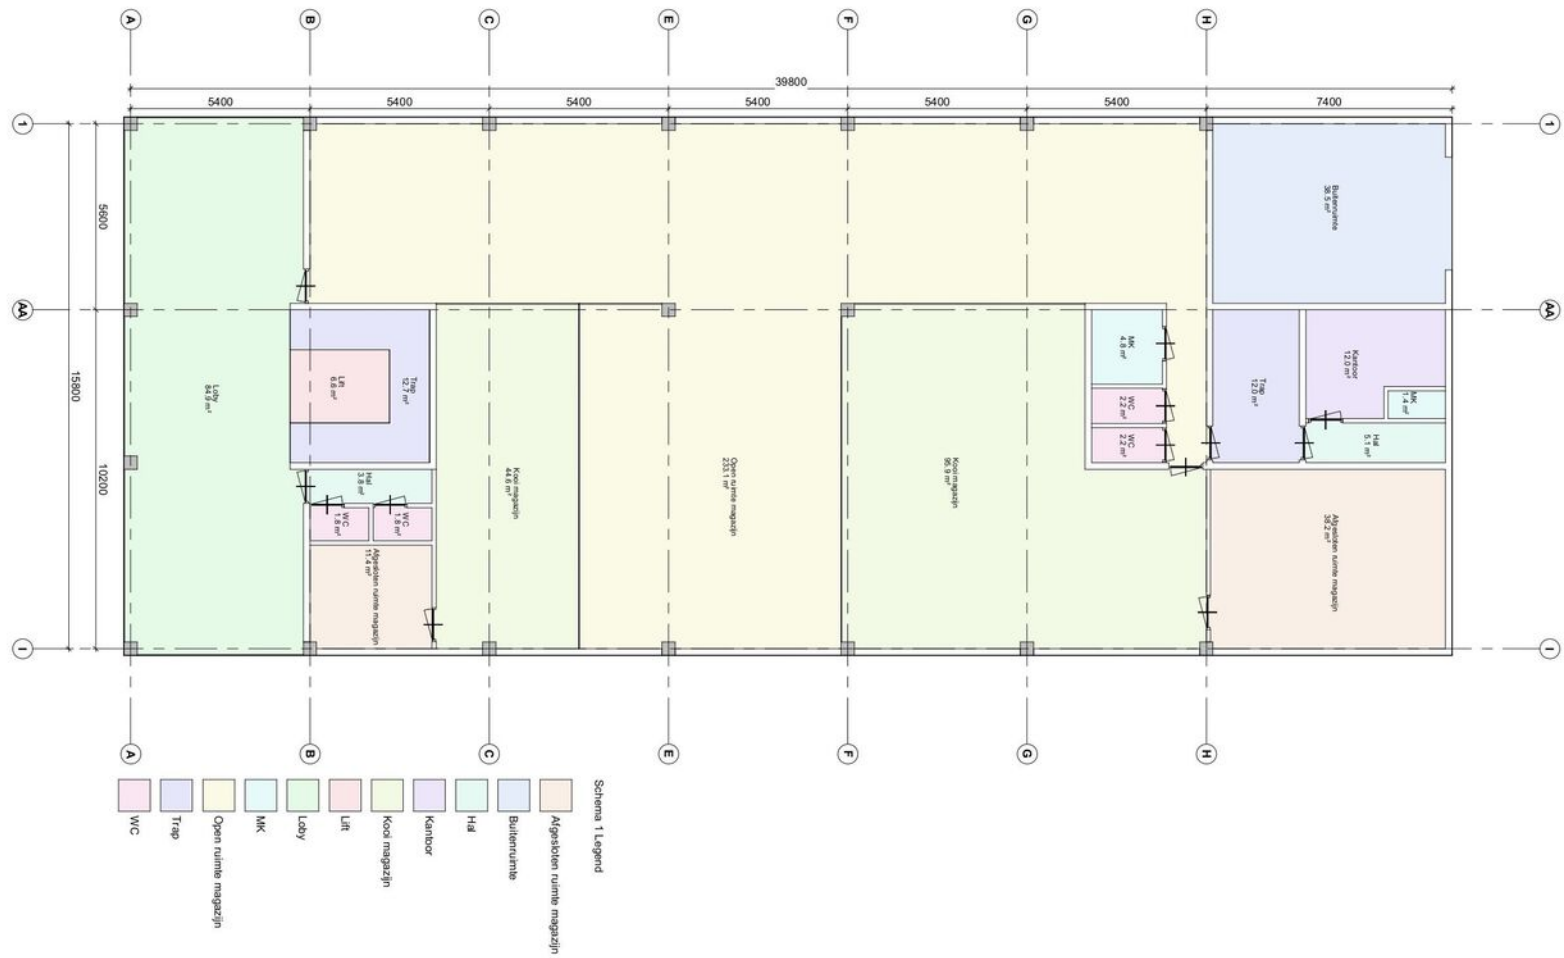 A B C E F G H
39800
5400 5400 5400 5400 5400 5400 7400
1 1
5600
Buitenruimte
38.5 m²
AA AA
15800
10200
Loby
84.9 m²
Lift
6.6 m²
Trap
12.7 m²
Hal
3.8 m²
WC
1.8 m²
WC
1.8 m²
Afgesloten ruimte magazijn
11.4 m²
Kooi magazijn
44.6 m²
Open ruimte magazijn
233.1 m²
Kooi magazijn
95.9 m²
MK
4.8 m²
WC
2.2 m²
WC
2.2 m²
Trap
12.0 m²
Kantoor
12.0 m²
MK
1.4 m²
Hal
5.1 m²
Afgesloten ruimte magazijn
38.2 m²
I I
A B C E F G H
Schema 1 Legend
Afgesloten ruimte magazijn
Buitenruimte
Hal
Kantoor
Kooi magazijn
Lift
Loby
MK
Open ruimte magazijn
Trap
WC